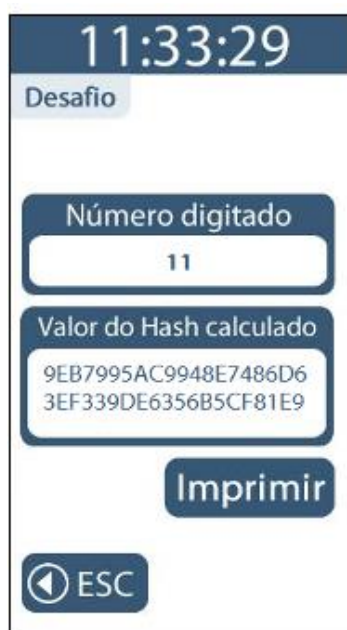 11:33:29
Desafio
Número digitado
11
Valor do Hash calculado
9EB7995AC9948E7486D6
3EF339DE6356B5CF81E9
Imprimir
ESC